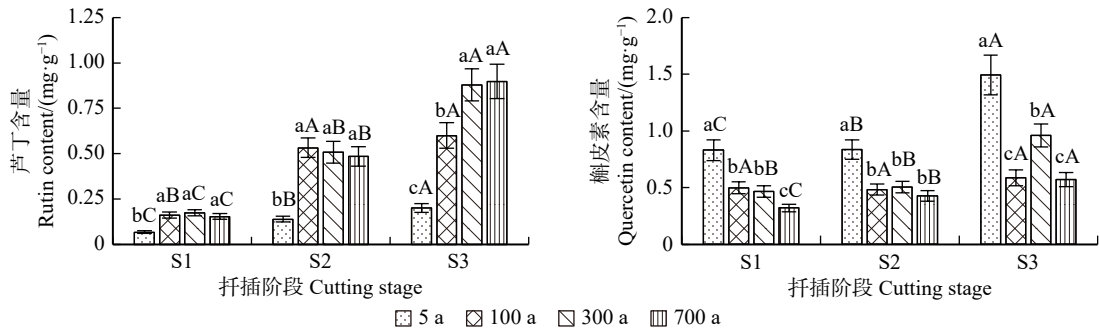 芦丁含量
Rutin content/(mg·g⁻¹)
1.25
1.00
0.75
0.50
0.25
0
bC aB aC aC
bB aA aB aB
cA bA aA aA
S1 S2 S3
扦插阶段 Cutting stage
槲皮素含量
Quercetin content/(mg·g⁻¹)
2.0
1.5
1.0
0.5
0
aC bA bB cC
aB bA bB bB
aA cA bA cA
S1 S2 S3
扦插阶段 Cutting stage
5 a 100 a 300 a 700 a